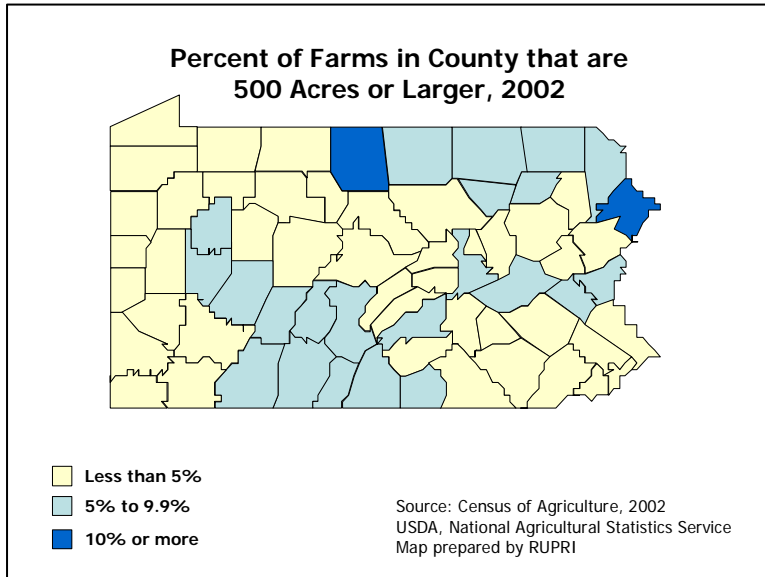 Percent of Farms in County that are
500 Acres or Larger, 2002
Less than 5%
5% to 9.9%
10% or more
Source: Census of Agriculture, 2002
USDA, National Agricultural Statistics Service
Map prepared by RUPRI